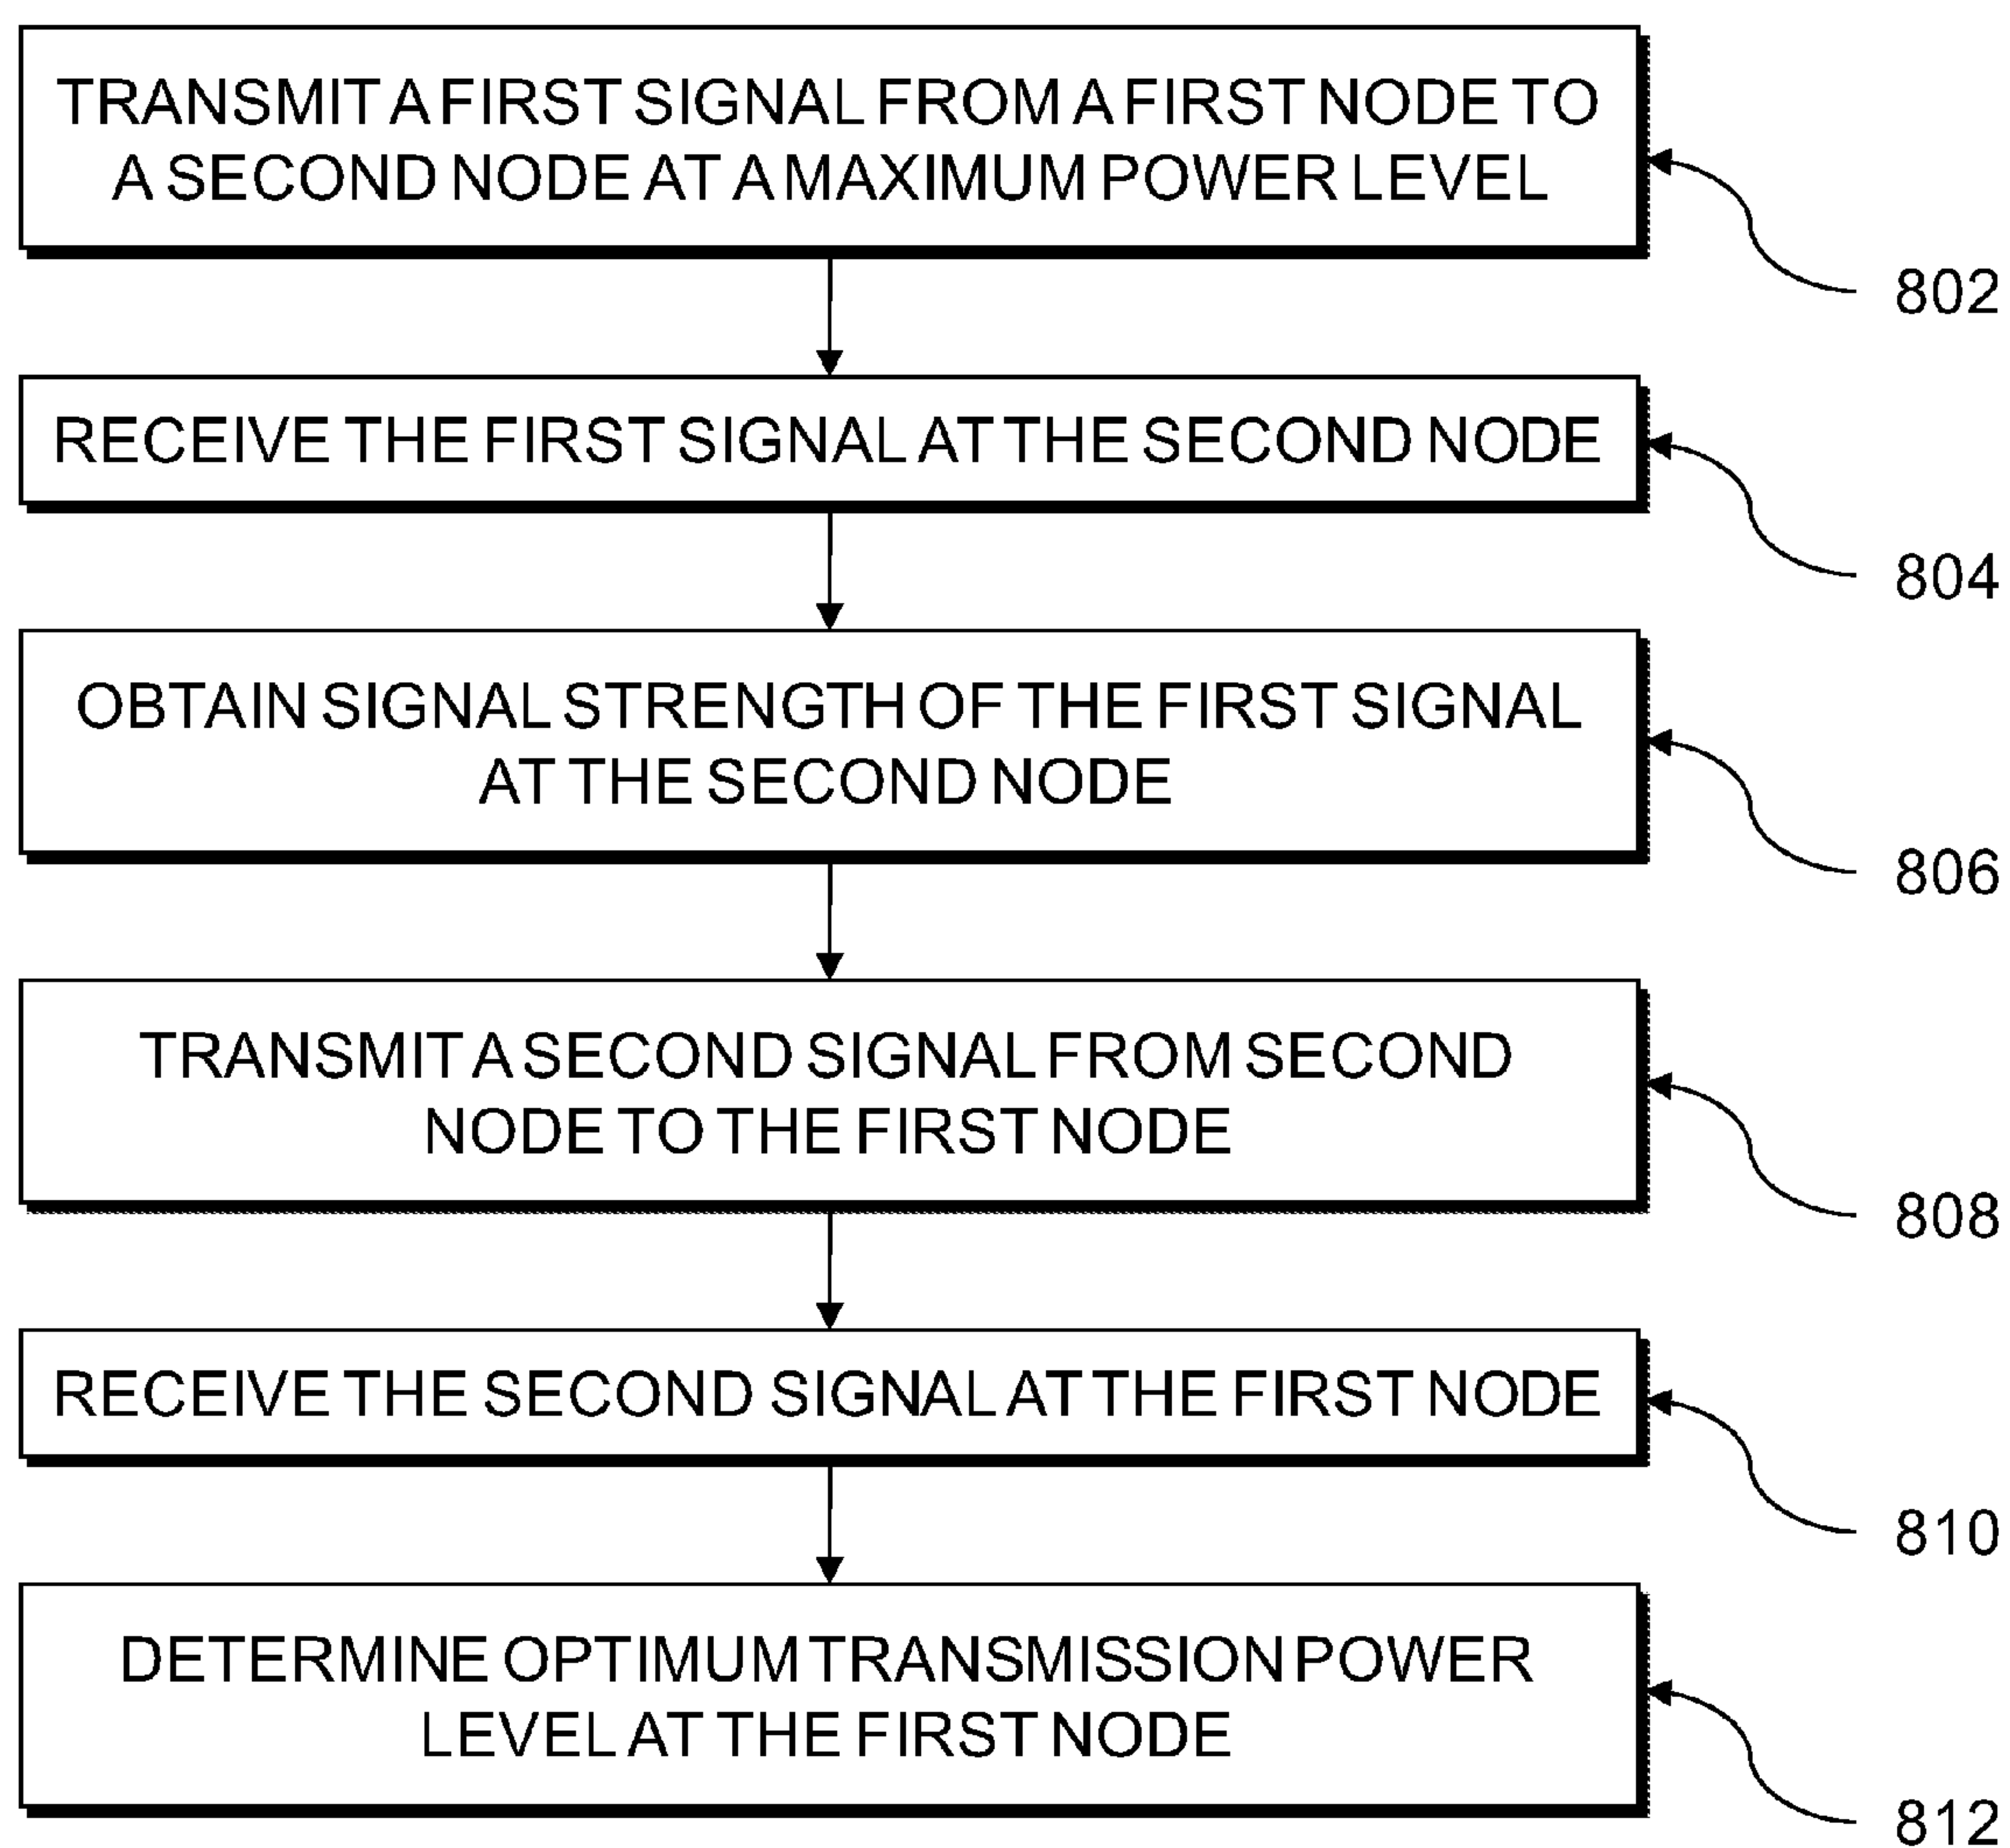 TRANSMIT A FIRST SIGNAL FROM A FIRST NODE TO
A SECOND NODE AT A MAXIMUM POWER LEVEL
802
RECEIVE THE FIRST SIGNAL AT THE SECOND NODE
804
OBTAIN SIGNAL STRENGTH OF THE FIRST SIGNAL
AT THE SECOND NODE
806
TRANSMIT A SECOND SIGNAL FROM SECOND
NODE TO THE FIRST NODE
808
RECEIVE THE SECOND SIGNAL AT THE FIRST NODE
810
DETERMINE OPTIMUM TRANSMISSION POWER
LEVEL AT THE FIRST NODE
812